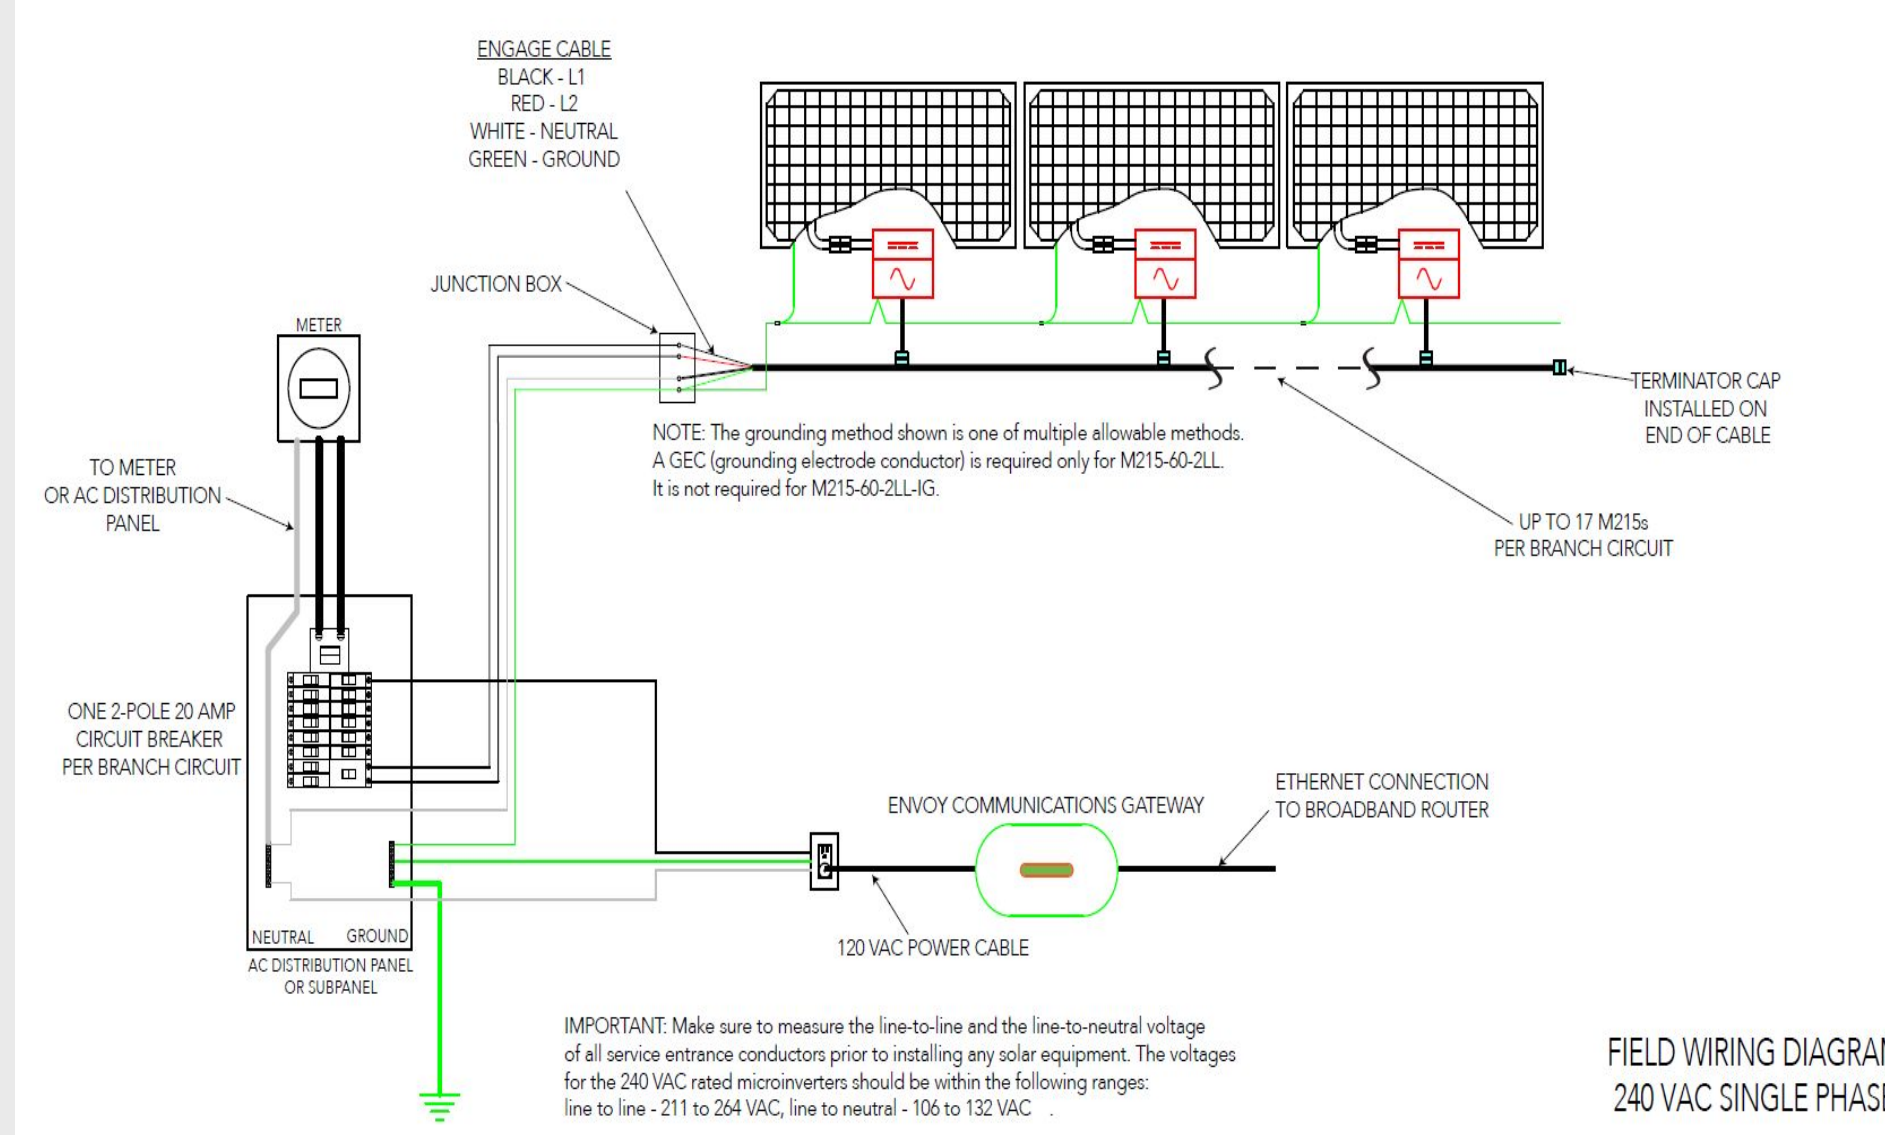 ENGAGE CABLE
BLACK - L1
RED - L2
WHITE - NEUTRAL
GREEN - GROUND
JUNCTION BOX
METER
TERMINATOR CAP
INSTALLED ON
END OF CABLE
NOTE: The grounding method shown is one of multiple allowable methods.
A GEC (grounding electrode conductor) is required only for M215-60-2LL.
It is not required for M215-60-2LL-IG.
TO METER
OR AC DISTRIBUTION
PANEL
UP TO 17 M215s
PER BRANCH CIRCUIT
ONE 2-POLE 20 AMP
CIRCUIT BREAKER
PER BRANCH CIRCUIT
ENVOY COMMUNICATIONS GATEWAY
ETHERNET CONNECTION
TO BROADBAND ROUTER
NEUTRAL
GROUND
AC DISTRIBUTION PANEL
OR SUBPANEL
120 VAC POWER CABLE
IMPORTANT: Make sure to measure the line-to-line and the line-to-neutral voltage
of all service entrance conductors prior to installing any solar equipment. The voltages
for the 240 VAC rated microinverters should be within the following ranges:
line to line - 211 to 264 VAC, line to neutral - 106 to 132 VAC .
FIELD WIRING DIAGRAM
240 VAC SINGLE PHASE